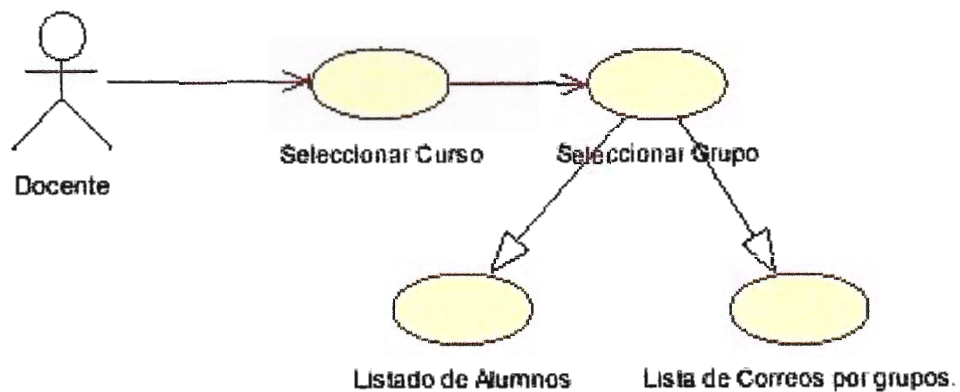 Seleccionar Curso
Seleccionar Grupo
Docente
Listado de Alumnos
Lista de Correos por grupos.